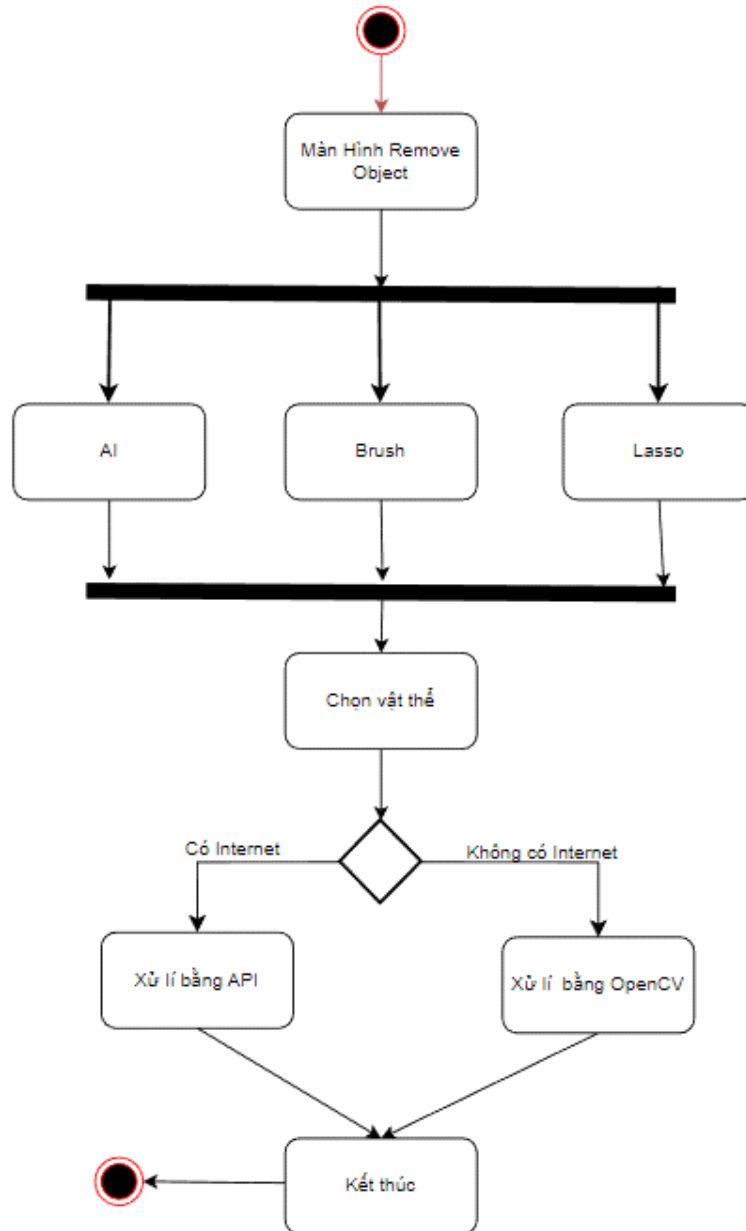 Màn Hình Remove
Object
AI
Brush
Lasso
Chọn vật thể
Có Internet
Không có Internet
Xử lí bằng API
Xử lí  bằng OpenCV
Kết thúc